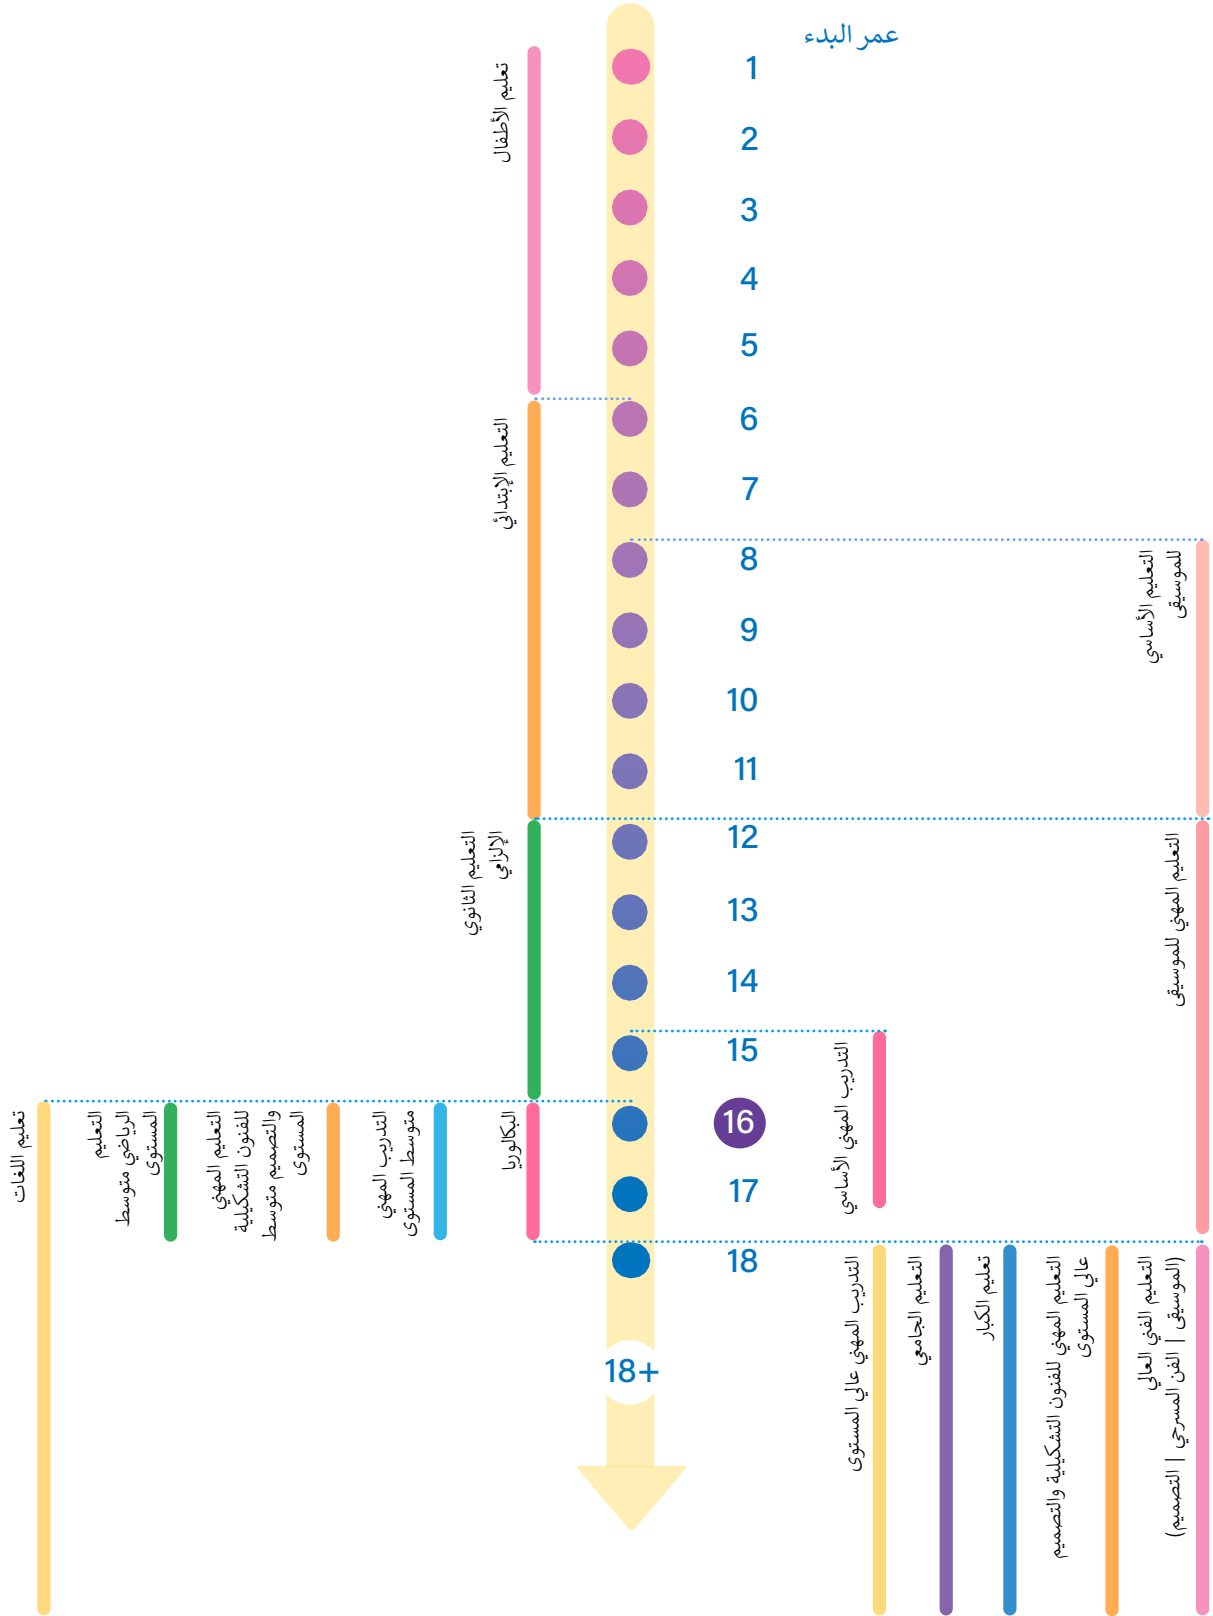 عمر البدء
1
2
3
4
5
6
7
8
9
10
11
12
13
14
15
16
17
18
18+
تعليم الأطفال
التعليم الإبتدائي
التعليم الثانوي
الإلزامي
التعليم الأساسي
للموسيقى
التعليم المهني للموسيقى
التدريب المهني الأساسي
البكالوريا
التدريب المهني
متوسط المستوى
التعليم المهني
للفنون التشكيلية
والتصميم متوسط
المستوى
التعليم
الرياضي متوسط
المستوى
تعليم اللغات
التدريب المهني عالي المستوى
التعليم الجامعي
تعليم الكبار
التعليم المهني للفنون التشكيلية والتصميم
عالي المستوى
التعليم الفني العالي
(الموسيقى | الفن المسرحي | التصميم)